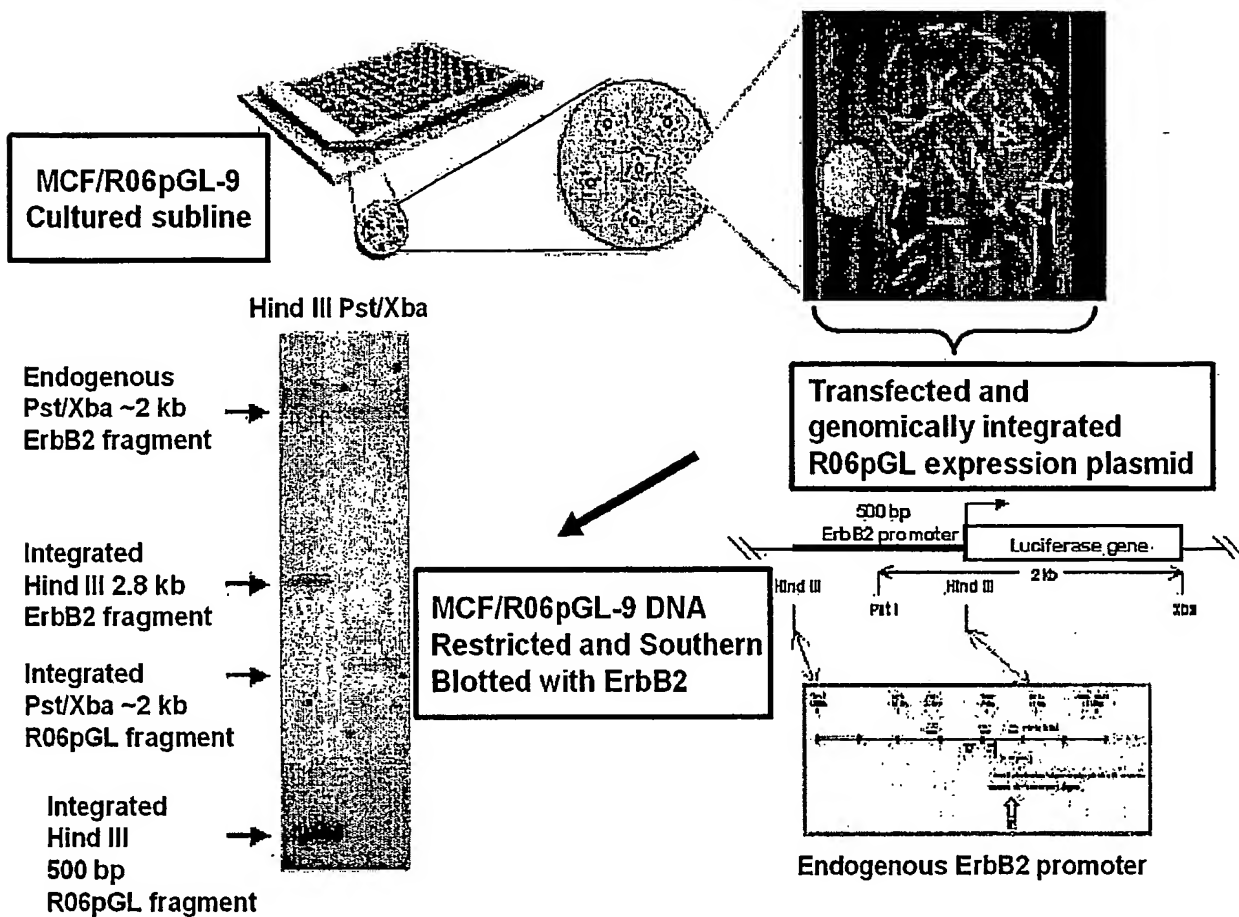 MCF/R06pGL-9
Cultured subline
Hind III Pst/Xba
Endogenous
Pst/Xba ~2 kb
ErbB2 fragment
Integrated
Hind III 2.8 kb
ErbB2 fragment
Integrated
Pst/Xba ~2 kb
R06pGL fragment
Integrated
Hind III
500 bp
R06pGL fragment
Transfected and
genomically integrated
R06pGL expression plasmid
500 bp
ErbB2 promoter
Luciferase gene
2 kb
Hind III
Pst I
Hind III
Xba
MCF/R06pGL-9 DNA
Restricted and Southern
Blotted with ErbB2
Endogenous ErbB2 promoter